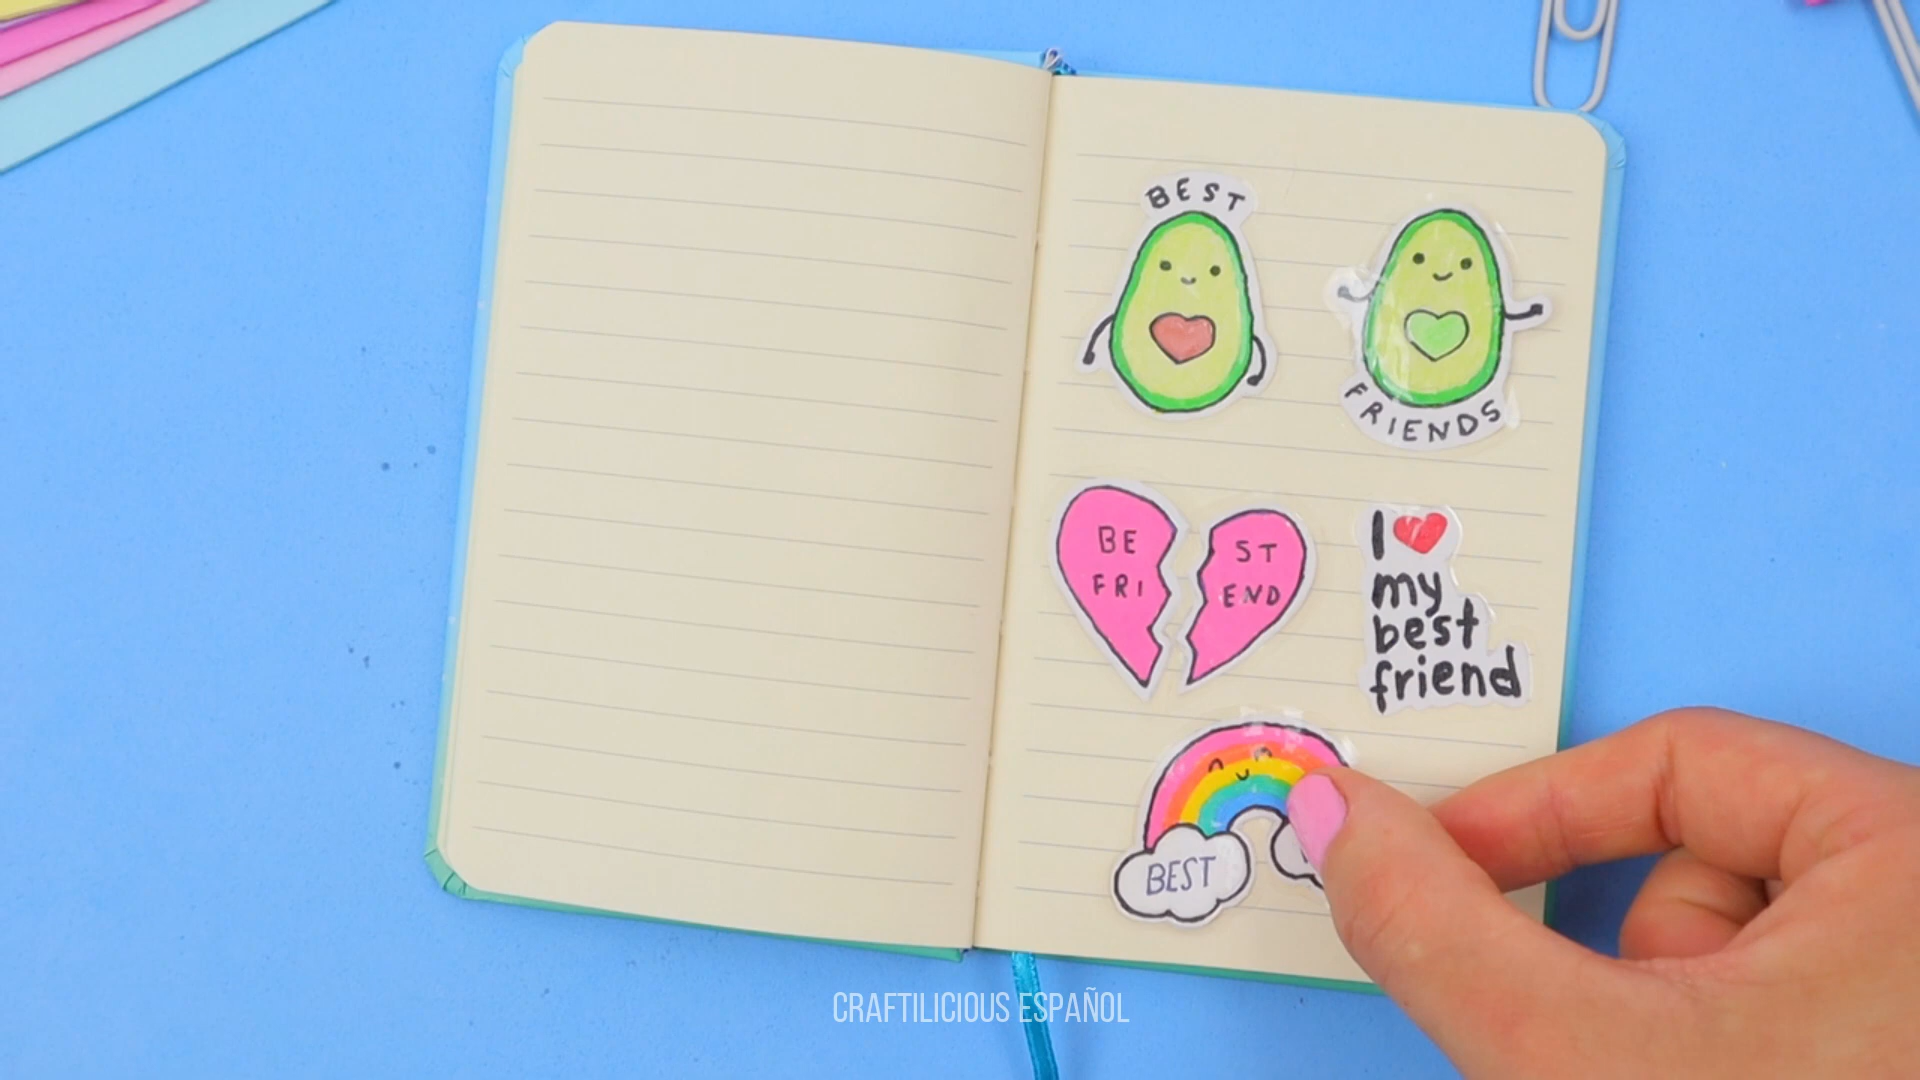 BEST
FRIENDS
BE
FRI
ST
END
I
my
best
friend
BEST
CRAFTILICIOUS ESPAÑOL